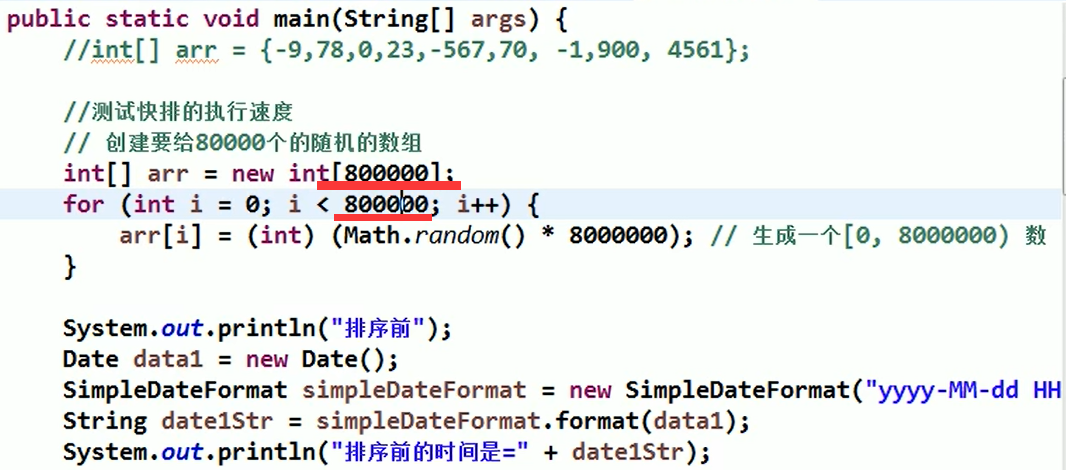 public static void main(String[] args) {
//int[] arr = {-9,78,0,23,-567,70, -1,900, 4561};
//测试快排的执行速度
// 创建要给80000个的随机的数组
int[] arr = new int[800000];
for (int i = 0; i < 800000; i++) {
arr[i] = (int) (Math.random() * 8000000); // 生成一个[0, 8000000) 数
}
System.out.println("排序前");
Date data1 = new Date();
SimpleDateFormat simpleDateFormat = new SimpleDateFormat("yyyy-MM-dd HH
String date1Str = simpleDateFormat.format(data1);
System.out.println("排序前的时间是=" + date1Str);